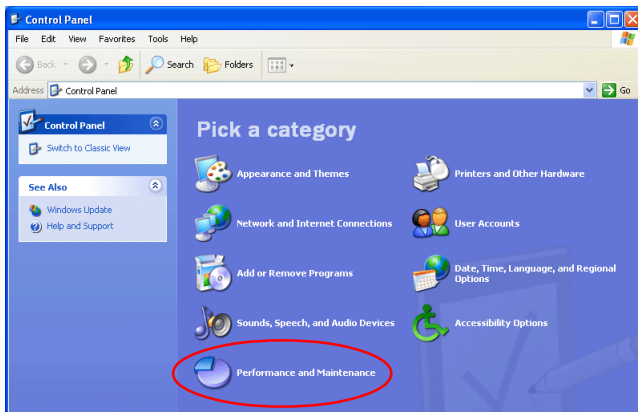 Control Panel
File Edit View Favorites Tools Help
Back Search Folders
Address Control Panel Go
Control Panel
Switch to Classic View
See Also
Windows Update
Help and Support
Pick a category
Appearance and Themes
Printers and Other Hardware
Network and Internet Connections
User Accounts
Add or Remove Programs
Date, Time, Language, and Regional
Options
Sounds, Speech, and Audio Devices
Accessibility Options
Performance and Maintenance